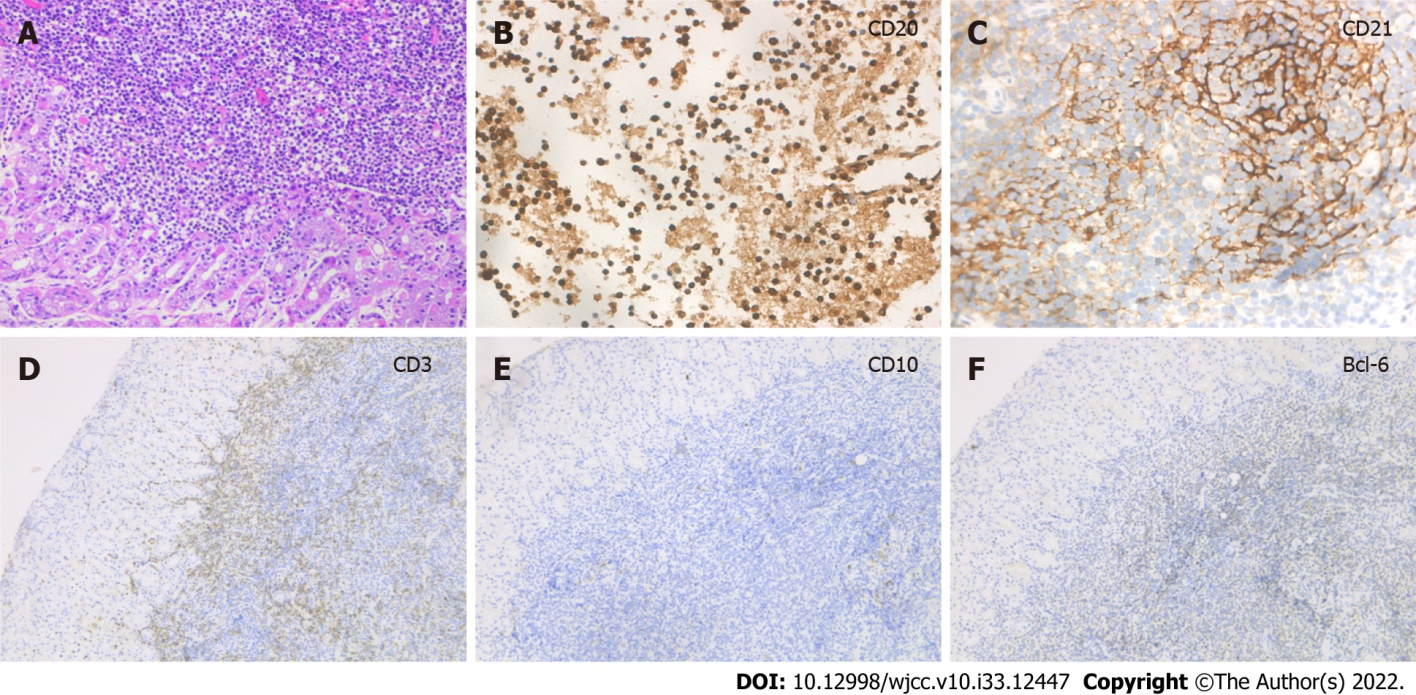 A
B
CD20
C
CD21
D
CD3
E
CD10
F
Bcl-6
DOI: 10.12998/wjcc.v10.i33.12447 Copyright ©The Author(s) 2022.